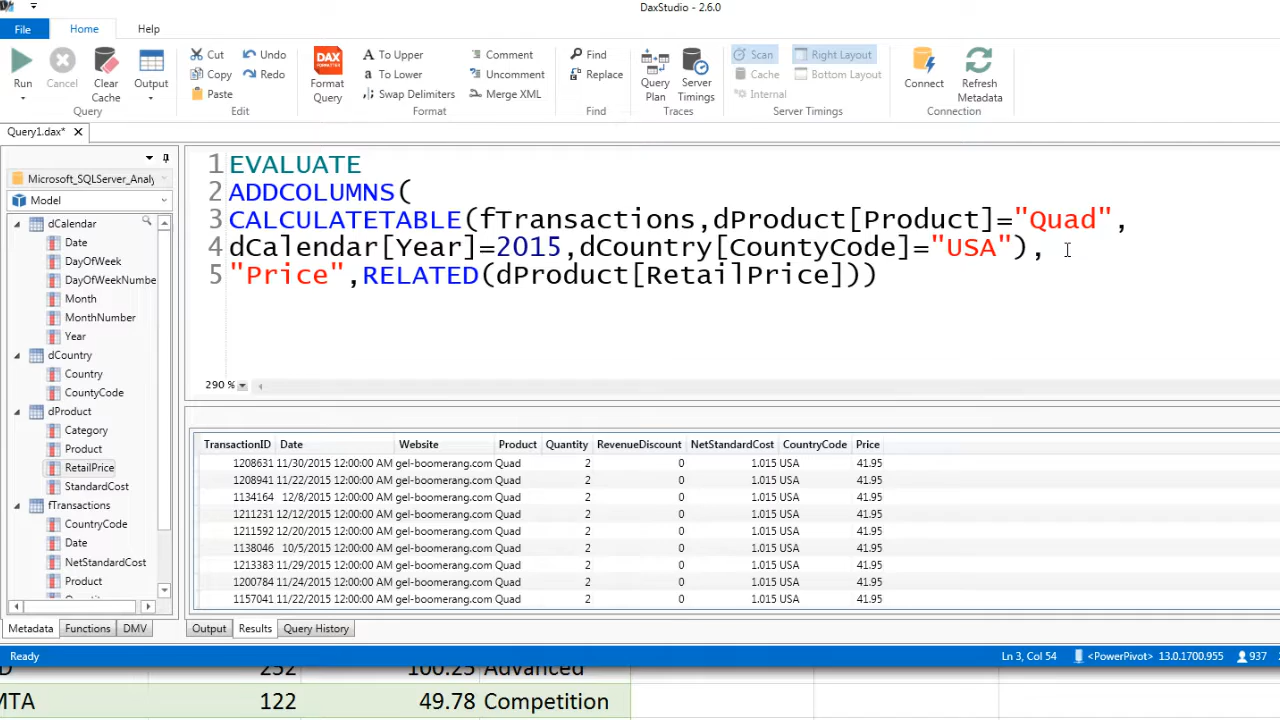 DaxStudio - 2.6.0
File Home Help
Run Cancel Clear Cache Output
Query
Cut Copy Paste Undo Redo
Edit
DAX FORMATTER
Format Query
To Upper To Lower Swap Delimiters Comment Uncomment Merge XML
Format
Find Replace
Find
Query Plan Server Timings
Traces
Scan Cache Internal Right Layout Bottom Layout
Server Timings
Connect Refresh Metadata
Connection
Query1.dax*
Microsoft_SQLServer_Analy
Model
dCalendar
Date
DayOfWeek
DayOfWeekNumbe
Month
MonthNumber
Year
dCountry
Country
CountyCode
dProduct
Category
Product
RetailPrice
StandardCost
fTransactions
CountryCode
Date
NetStandardCost
Product
Metadata Functions DMV
1 EVALUATE
2 ADDCOLUMNS(
3 CALCULATETABLE(fTransactions,dProduct[Product]="Quad",
4 dCalendar[Year]=2015,dCountry[CountyCode]="USA"),
5 "Price",RELATED(dProduct[RetailPrice]))
290 %
TransactionID Date Website Product Quantity RevenueDiscount NetStandardCost CountryCode Price
1208631 11/30/2015 12:00:00 AM gel-boomerang.com Quad 2 0 1.015 USA 41.95
1208941 11/22/2015 12:00:00 AM gel-boomerang.com Quad 2 0 1.015 USA 41.95
1134164 12/8/2015 12:00:00 AM gel-boomerang.com Quad 2 0 1.015 USA 41.95
1211231 12/12/2015 12:00:00 AM gel-boomerang.com Quad 2 0 1.015 USA 41.95
1211592 12/20/2015 12:00:00 AM gel-boomerang.com Quad 2 0 1.015 USA 41.95
1138046 10/5/2015 12:00:00 AM gel-boomerang.com Quad 2 0 1.015 USA 41.95
1213383 11/29/2015 12:00:00 AM gel-boomerang.com Quad 2 0 1.015 USA 41.95
1200784 11/24/2015 12:00:00 AM gel-boomerang.com Quad 2 0 1.015 USA 41.95
1157041 11/22/2015 12:00:00 AM gel-boomerang.com Quad 2 0 1.015 USA 41.95
Output Results Query History
Ready Ln 3, Col 54 <PowerPivot> 13.0.1700.955 937
252 100.25 Advanced
MTA 122 49.78 Competition